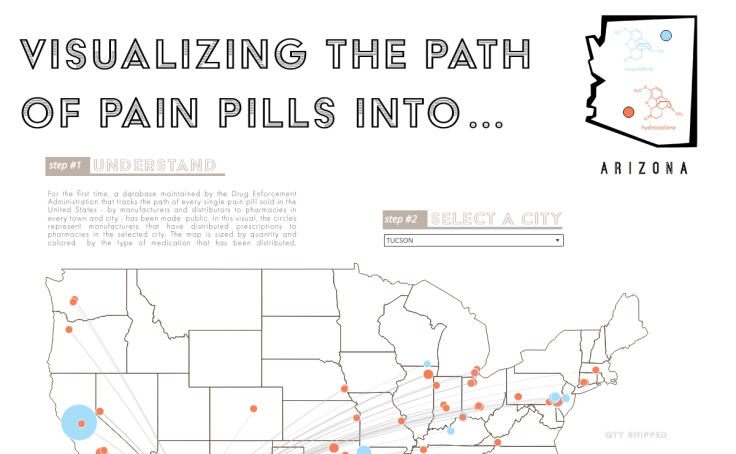 VISUALIZING THE PATH
OF PAIN PILLS INTO...
oxycodone
hydrocodone
ARIZONA
step #1 UNDERSTAND
For the first time, a database maintained by the Drug Enforcement
Administration that tracks the path of every single pain pill sold in the
United States - by manufacturers and distributors to pharmacies in
every town and city - has been made public. In this visual, the circles
represent manufacturers that have distributed prescriptions to
pharmacies in the selected city. The map is sized by quantity and
colored by the type of medication that has been distributed.
step #2 SELECT A CITY
TUCSON
QTY SHIPPED